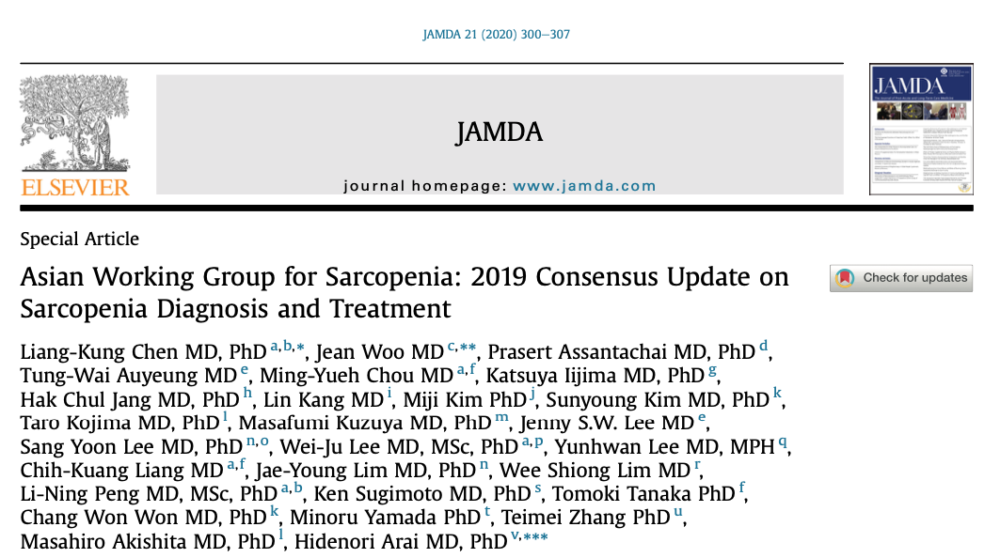 JAMDA 21 (2020) 300–307
ELSEVIER
JAMDA
journal homepage: www.jamda.com
JAMDA
Special Article
Asian Working Group for Sarcopenia: 2019 Consensus Update on
Sarcopenia Diagnosis and Treatment
Check for updates
Liang-Kung Chen MD, PhD a,b,*, Jean Woo MD c,**, Prasert Assantachai MD, PhD d,
Tung-Wai Auyeung MD e, Ming-Yueh Chou MD a,f, Katsuya Iijima MD, PhD g,
Hak Chul Jang MD, PhD h, Lin Kang MD i, Miji Kim PhD j, Sunyoung Kim MD, PhD k,
Taro Kojima MD, PhD l, Masafumi Kuzuya MD, PhD m, Jenny S.W. Lee MD e,
Sang Yoon Lee MD, PhD n,o, Wei-Ju Lee MD, MSc, PhD a,p, Yunhwan Lee MD, MPH q,
Chih-Kuang Liang MD a,f, Jae-Young Lim MD, PhD n, Wee Shiong Lim MD r,
Li-Ning Peng MD, MSc, PhD a,b, Ken Sugimoto MD, PhD s, Tomoki Tanaka PhD f,
Chang Won Won MD, PhD k, Minoru Yamada PhD t, Teimei Zhang PhD u,
Masahiro Akishita MD, PhD l, Hidenori Arai MD, PhD v,***